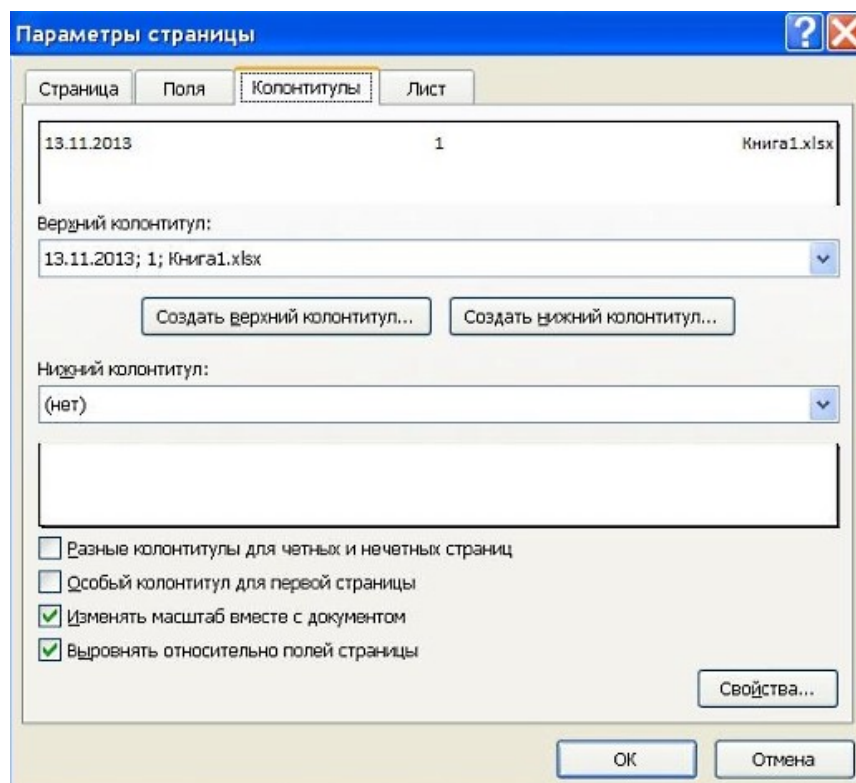 Параметры страницы
Страница Поля Колонтитулы Лист
13.11.2013 1 Книга1.xlsx
Верхний колонтитул:
13.11.2013; 1; Книга1.xlsx
Создать верхний колонтитул... Создать нижний колонтитул...
Нижний колонтитул:
(нет)
Разные колонтитулы для четных и нечетных страниц
Особый колонтитул для первой страницы
Изменять масштаб вместе с документом
Выровнять относительно полей страницы
Свойства...
ОК Отмена